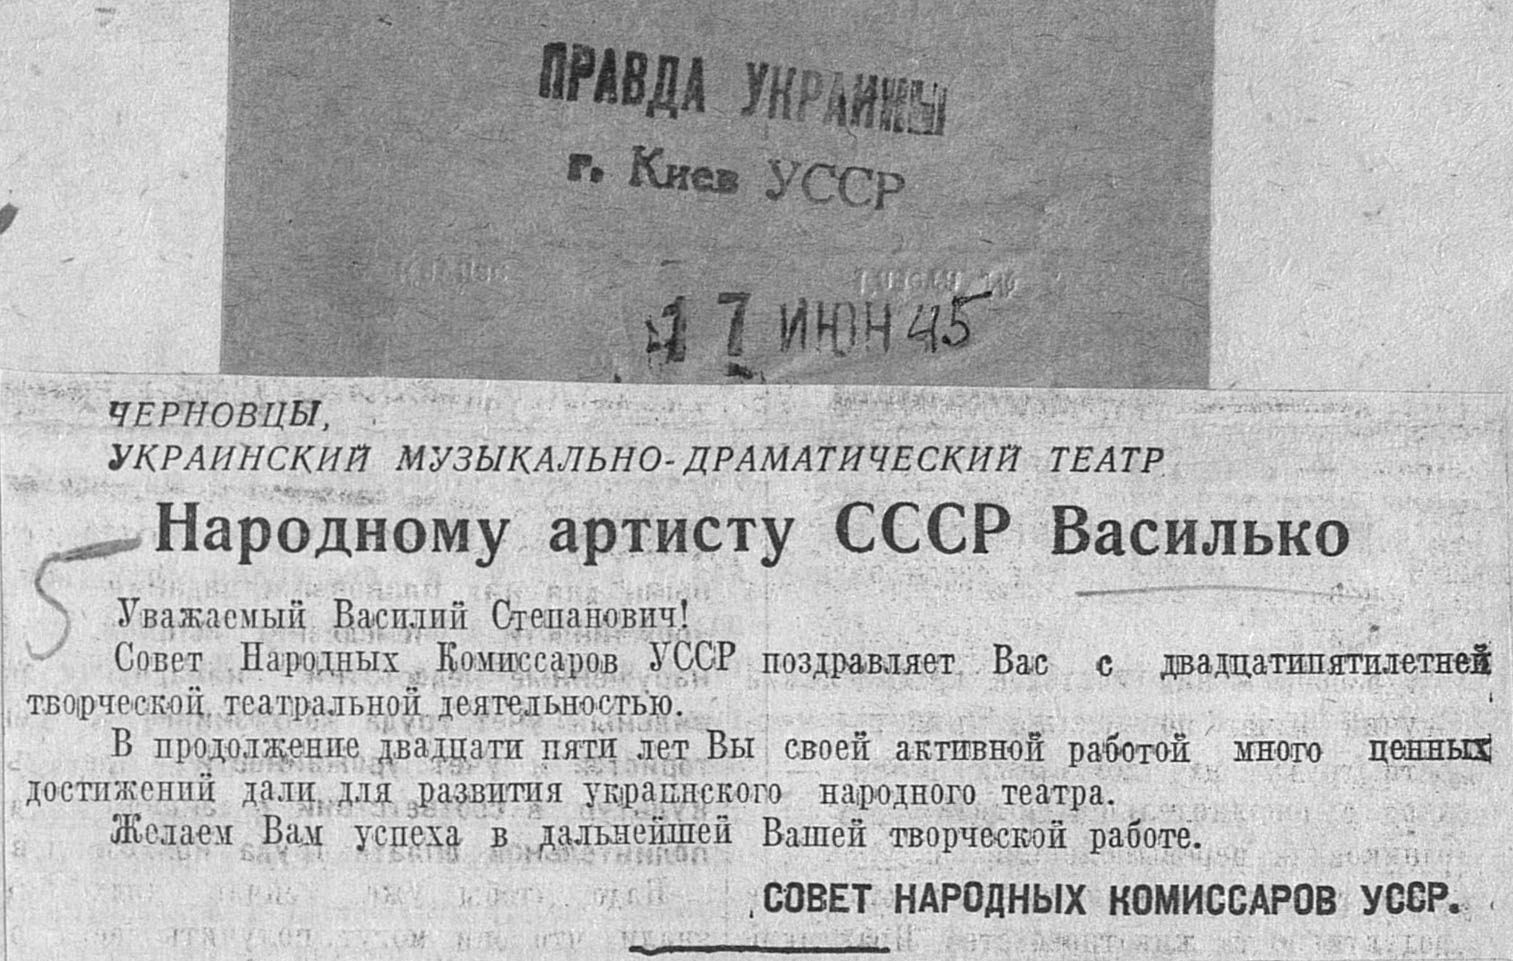 ПРАВДА УКРАИНЫ
г. Киев УССР
17 ИЮН 45
ЧЕРНОВЦЫ,
УКРАИНСКИЙ МУЗЫКАЛЬНО-ДРАМАТИЧЕСКИЙ ТЕАТР
Народному артисту СССР Василько
Уважаемый Василий Степанович!
Совет Народных Комиссаров УССР поздравляет Вас с двадцатипятилетней
творческой театральной деятельностью.
В продолжение двадцати пяти лет Вы своей активной работой много ценных
достижений дали для развития украинского народного театра.
Желаем Вам успеха в дальнейшей Вашей творческой работе.
СОВЕТ НАРОДНЫХ КОМИССАРОВ УССР.